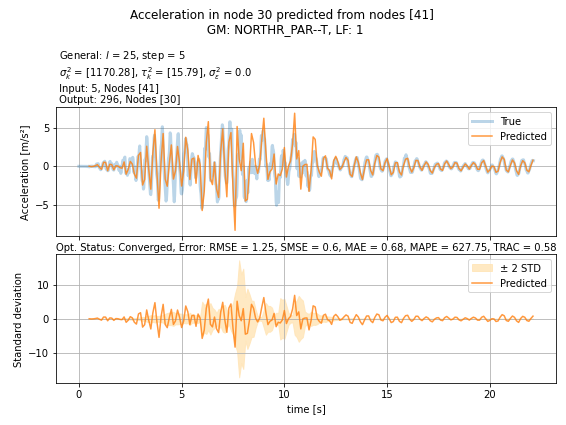 Acceleration in node 30 predicted from nodes [41]
GM: NORTHR_PAR--T, LF: 1
General: l = 25, step = 5
σ²ₖ = [1170.28], τ²ₖ = [15.79], σ²ε = 0.0
Input: 5, Nodes [41]
Output: 296, Nodes [30]
Acceleration [m/s²]
5
0
−5
True
Predicted
Opt. Status: Converged, Error: RMSE = 1.25, SMSE = 0.6, MAE = 0.68, MAPE = 627.75, TRAC = 0.58
Standard deviation
10
0
−10
± 2 STD
Predicted
0 5 10 15 20
time [s]